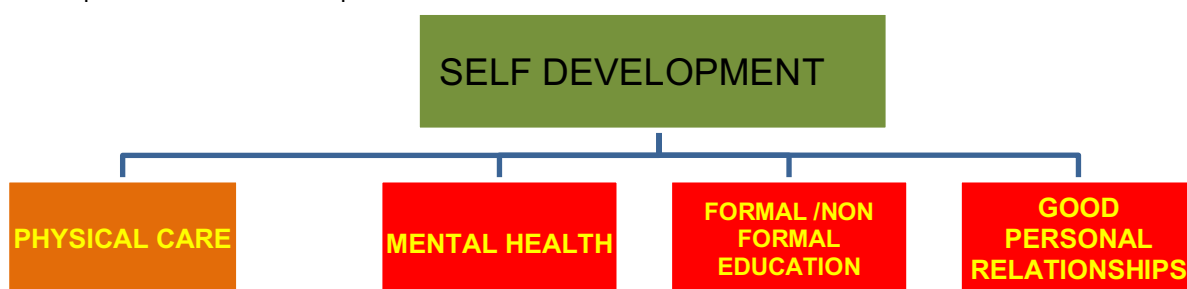 SELF DEVELOPMENT
PHYSICAL CARE
MENTAL HEALTH
FORMAL /NON
FORMAL
EDUCATION
GOOD
PERSONAL
RELATIONSHIPS